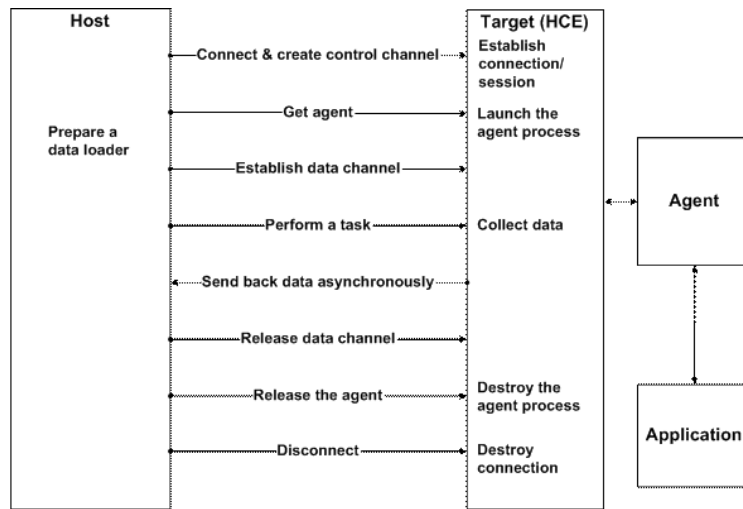 Host
Target (HCE)
Connect & create control channel
Establish
connection/
session
Get agent
Launch the
agent process
Prepare a
data loader
Establish data channel
Agent
Perform a task
Collect data
Send back data asynchronously
Release data channel
Release the agent
Destroy the
agent process
Application
Disconnect
Destroy
connection